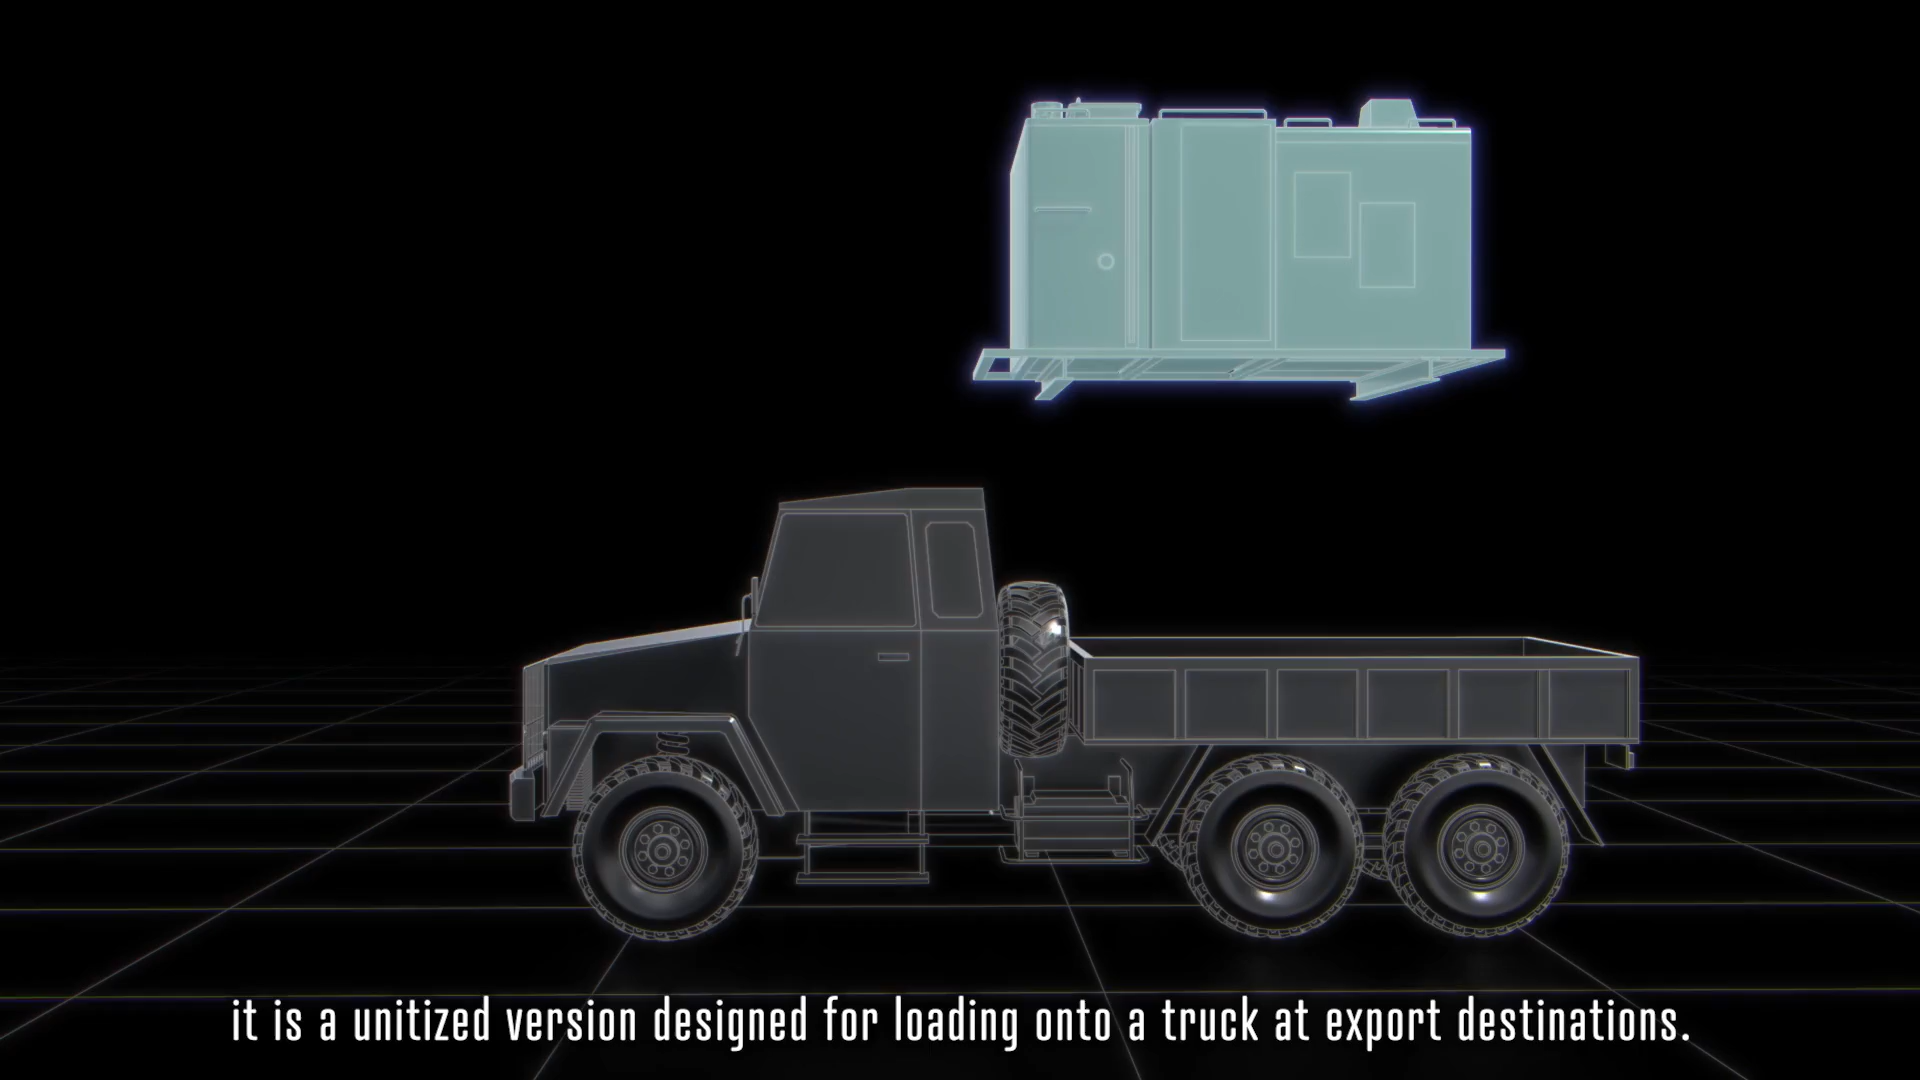 it is a unitized version designed for loading onto a truck at export destinations.